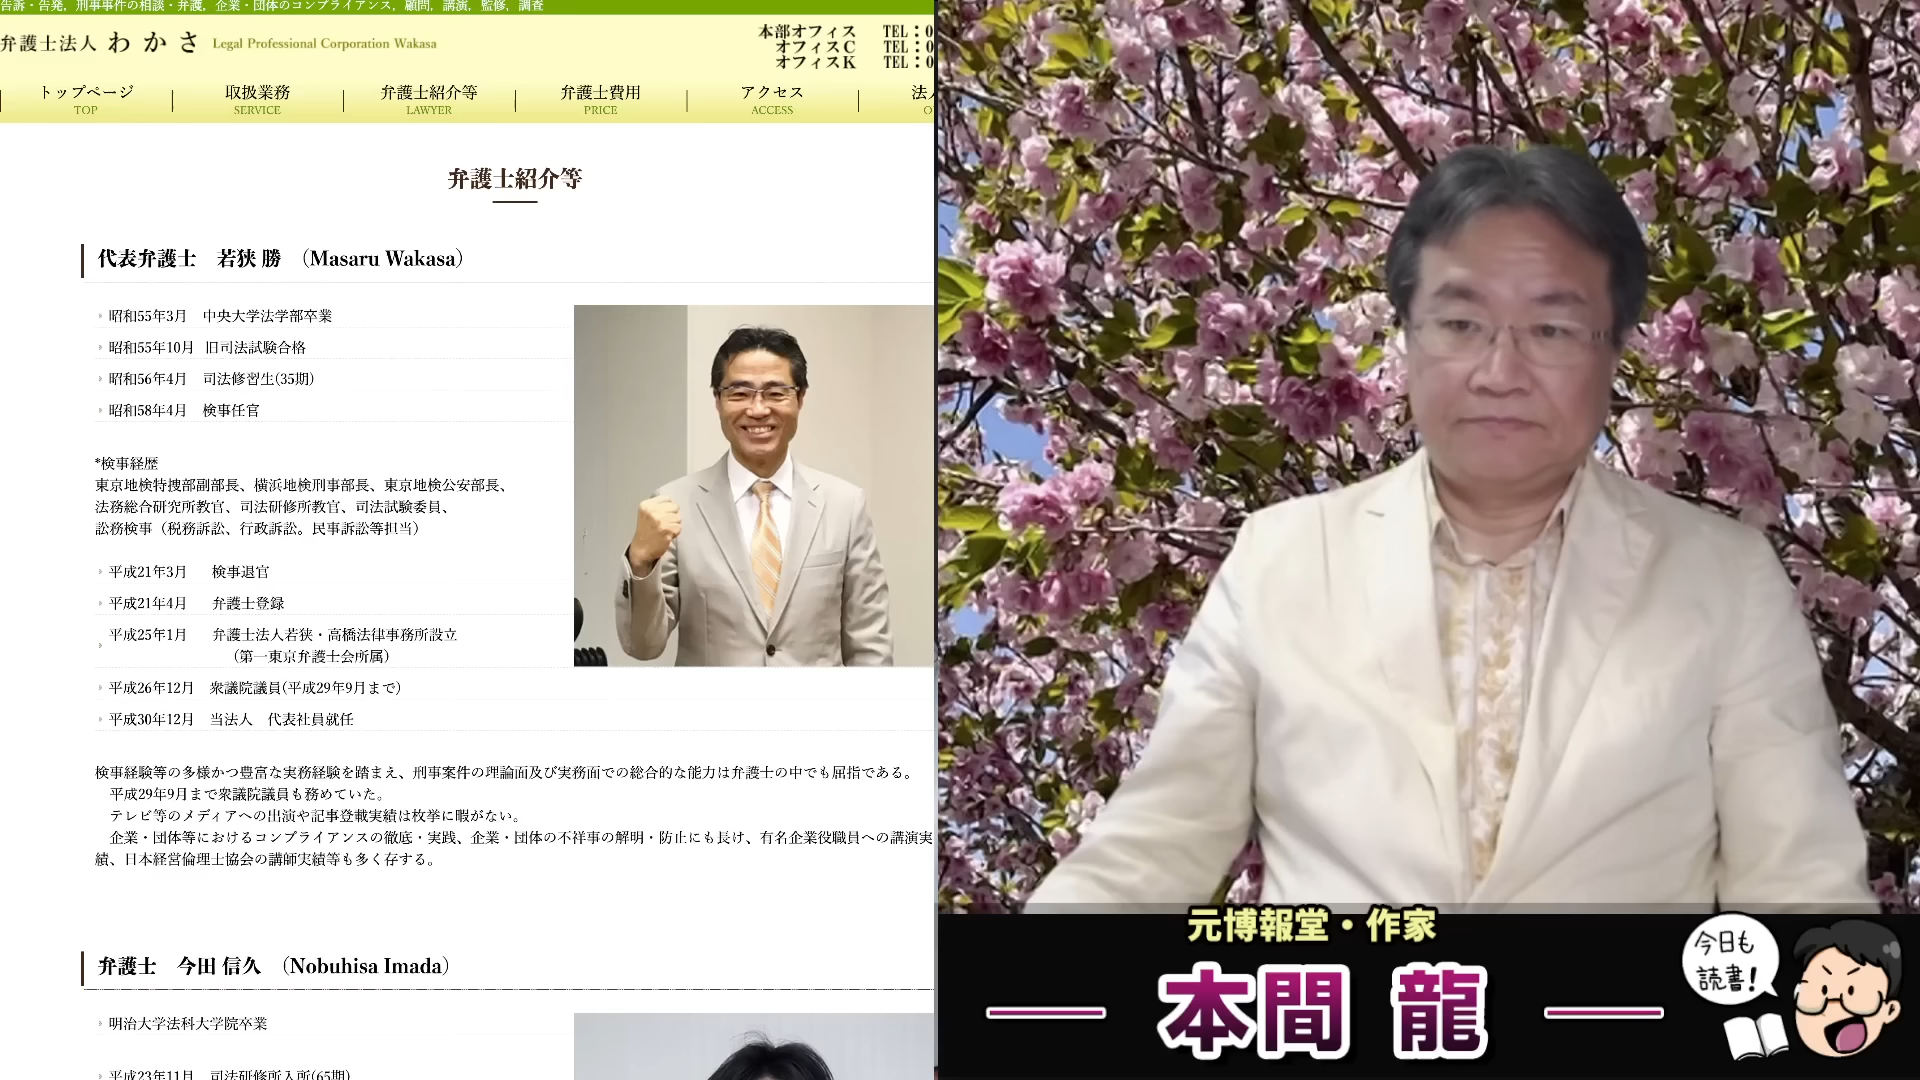 告訴・告発, 刑事事件の相談・弁護, 企業・団体のコンプライアンス, 顧問, 講演, 監修, 調査
弁護士法人 わかさ Legal Professional Corporation Wakasa
本部オフィス TEL:0
オフィスC TEL:0
オフィスK TEL:0
トップページ 取扱業務 弁護士紹介等 弁護士費用 アクセス 法
TOP SERVICE LAWYER PRICE ACCESS O
弁護士紹介等
代表弁護士 若狭 勝 (Masaru Wakasa)
昭和55年3月 中央大学法学部卒業
昭和55年10月 旧司法試験合格
昭和56年4月 司法修習生(35期)
昭和58年4月 検事任官
*検事経歴
東京地検特捜部副部長、横浜地検刑事部長、東京地検公安部長、
法務総合研究所教官、司法研修所教官、司法試験委員、
訟務検事（税務訴訟、行政訴訟。民事訴訟等担当）
平成21年3月 検事退官
平成21年4月 弁護士登録
平成25年1月 弁護士法人若狭・高橋法律事務所設立
（第一東京弁護士会所属）
平成26年12月 衆議院議員(平成29年9月まで)
平成30年12月 当法人 代表社員就任
検事経験等の多様かつ豊富な実務経験を踏まえ、刑事案件の理論面及び実務面での総合的な能力は弁護士の中でも屈指である。
平成29年9月まで衆議院議員も務めていた。
テレビ等のメディアへの出演や記事登載実績は枚挙に暇がない。
企業・団体等におけるコンプライアンスの徹底・実践、企業・団体の不祥事の解明・防止にも長け、有名企業役職員への講演実
績、日本経営倫理士協会の講師実績等も多く存する。
弁護士 今田 信久 (Nobuhisa Imada)
明治大学法科大学院卒業
平成23年11月 司法研修所入所(65期)
元博報堂・作家
本間 龍
今日も
読書!